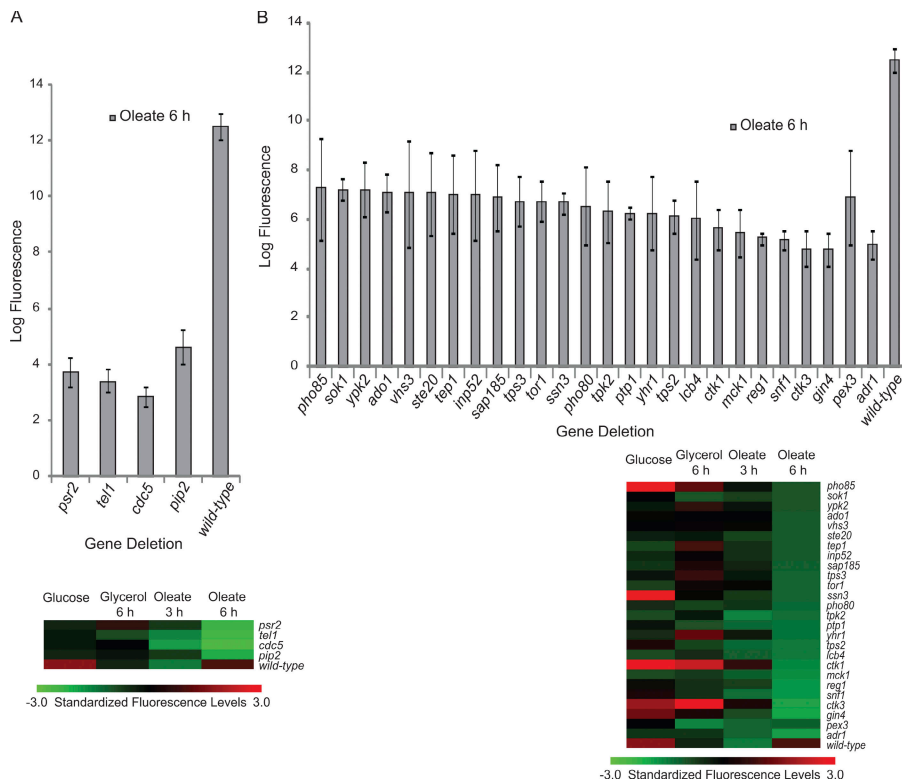 A
B
14
12
10
8
6
4
2
0
Log Fluorescence
Oleate 6 h
psr2
tel1
cdc5
pip2
wild-type
Gene Deletion
14
12
10
8
6
4
2
0
Log Fluorescence
Oleate 6 h
pho85
sok1
ypk2
ado1
vhs3
ste20
tep1
inp52
sap185
tps3
tor1
ssn3
pho80
tpk2
ptp1
yhr1
tps2
lcb4
ctk1
mck1
reg1
snf1
ctk3
gin4
pex3
adr1
wild-type
Gene Deletion
Glucose Glycerol 6 h Oleate 3 h Oleate 6 h
psr2
tel1
cdc5
pip2
wild-type
-3.0 Standardized Fluorescence Levels 3.0
Glucose Glycerol 6 h Oleate 3 h Oleate 6 h
pho85
sok1
ypk2
ado1
vhs3
ste20
tep1
inp52
sap185
tps3
tor1
ssn3
pho80
tpk2
ptp1
yhr1
tps2
lcb4
ctk1
mck1
reg1
snf1
ctk3
gin4
pex3
adr1
wild-type
-3.0 Standardized Fluorescence Levels 3.0